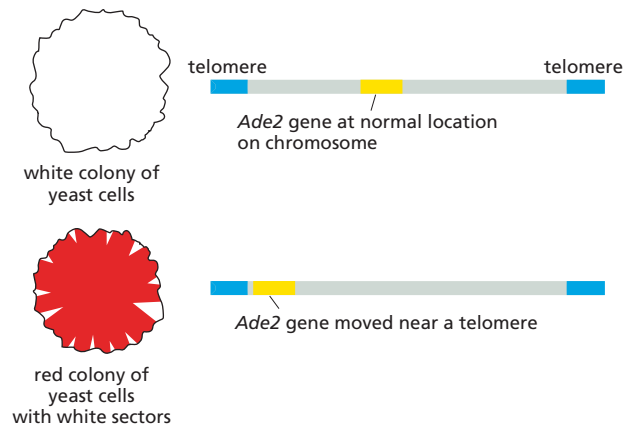 telomere
telomere
Ade2 gene at normal location
on chromosome
white colony of
yeast cells
Ade2 gene moved near a telomere
red colony of
yeast cells
with white sectors